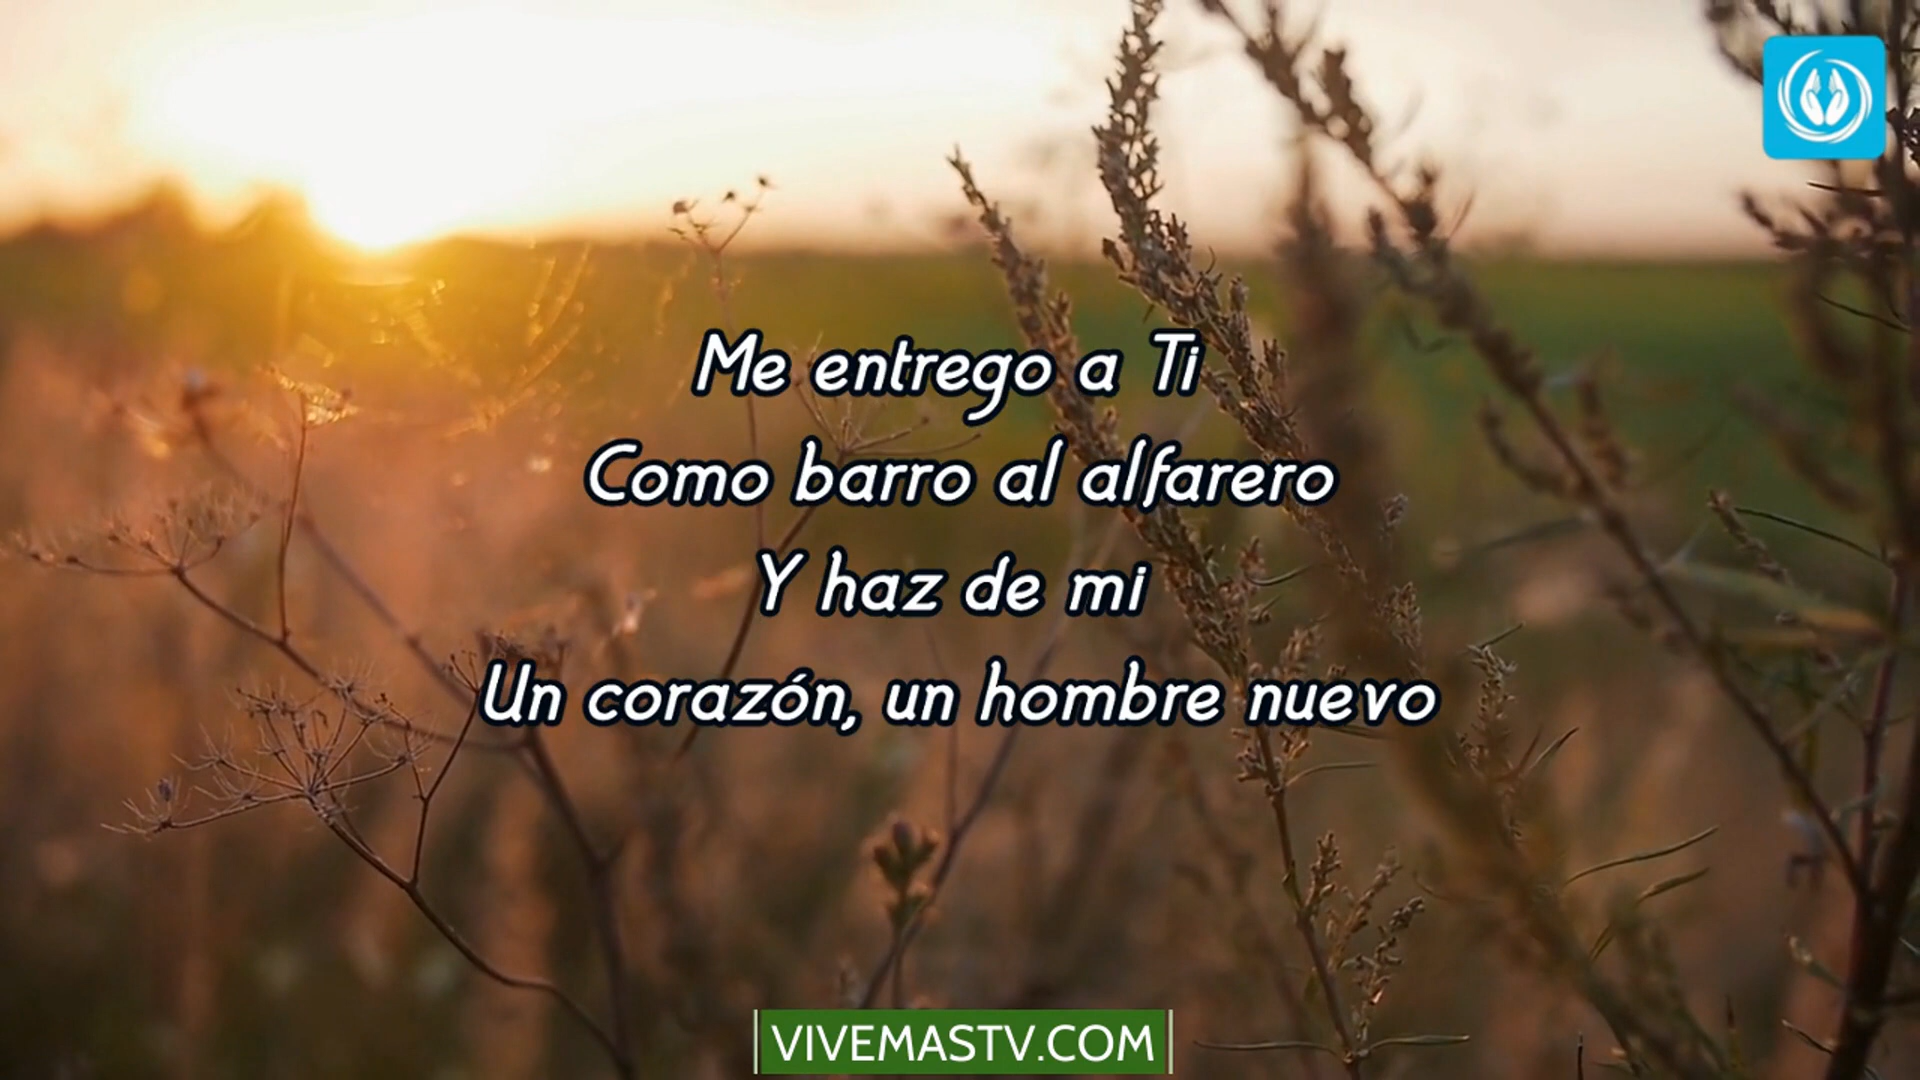 Me entrego a Ti
Como barro al alfarero
Y haz de mi
Un corazón, un hombre nuevo
VIVEMASTV.COM